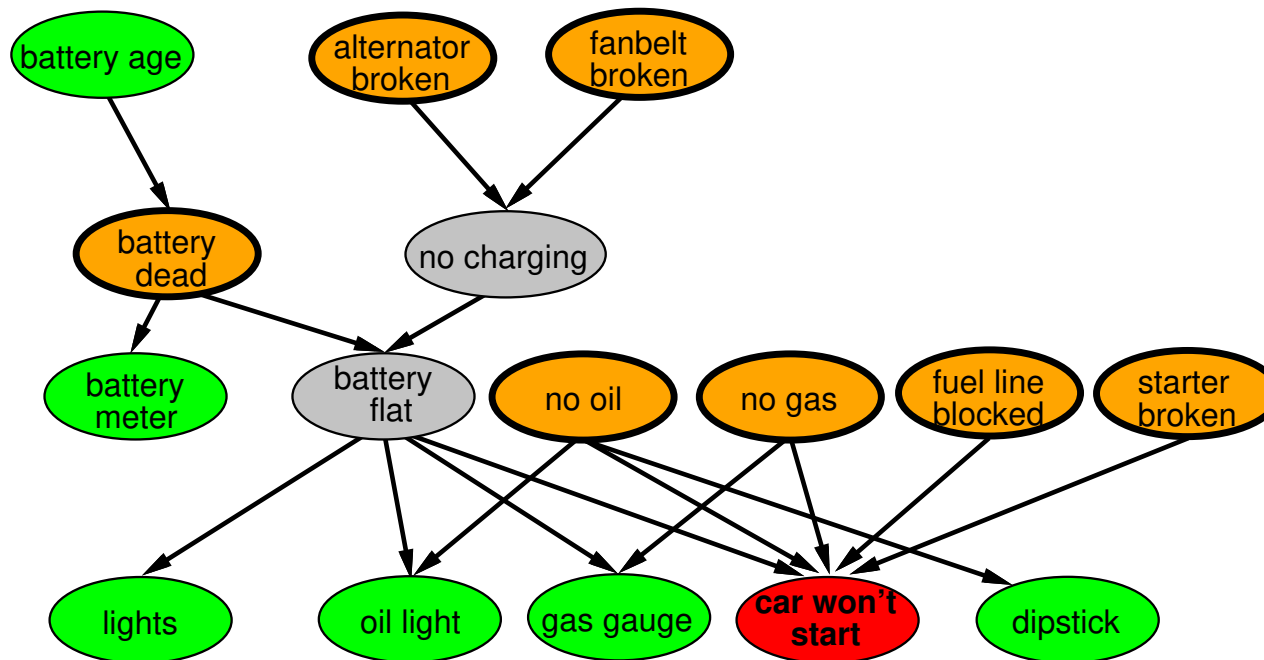 battery age
alternator
broken
fanbelt
broken
battery
dead
no charging
battery
meter
battery
flat
no oil
no gas
fuel line
blocked
starter
broken
lights
oil light
gas gauge
car won't
start
dipstick